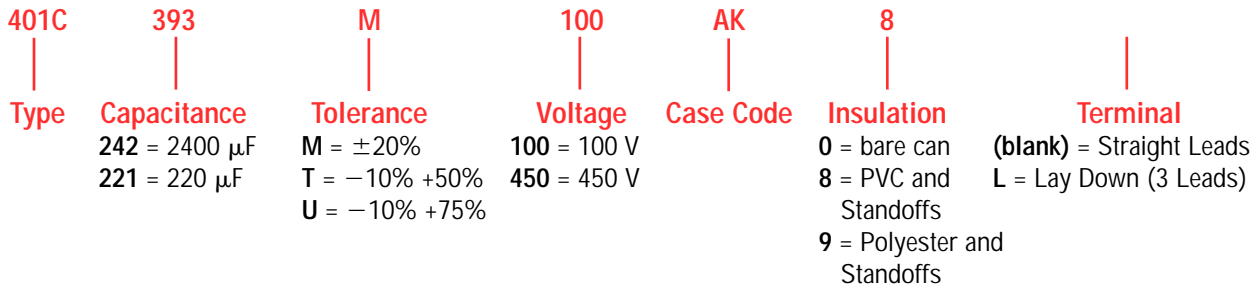 401C 393 M 100 AK 8
Type Capacitance Tolerance Voltage Case Code Insulation Terminal
242 = 2400 μF M = ±20% 100 = 100 V 0 = bare can (blank) = Straight Leads
221 = 220 μF T = −10% +50% 450 = 450 V 8 = PVC and L = Lay Down (3 Leads)
U = −10% +75% Standoffs
9 = Polyester and
Standoffs